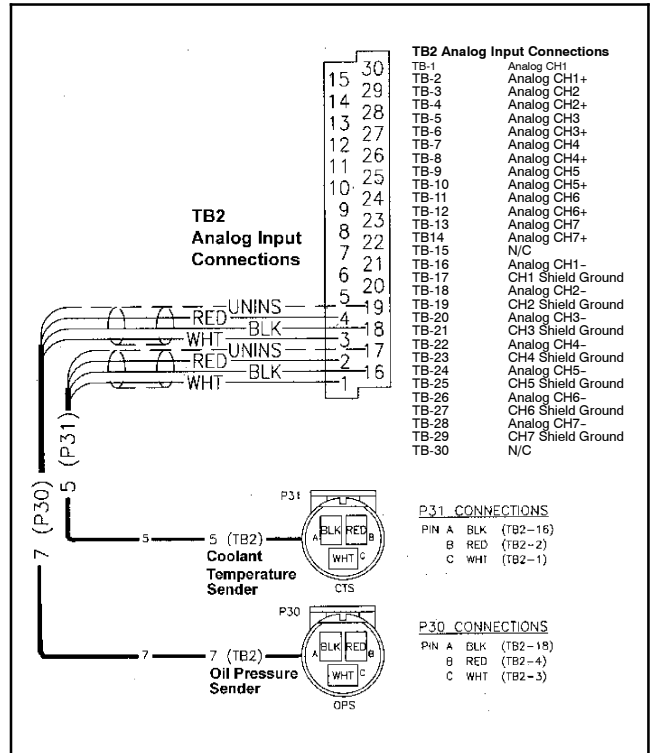 TB2 Analog Input Connections
TB-1 Analog CH1
TB-2 Analog CH1+
TB-3 Analog CH2
TB-4 Analog CH2+
TB-5 Analog CH3
TB-6 Analog CH3+
TB-7 Analog CH4
TB-8 Analog CH4+
TB-9 Analog CH5
TB-10 Analog CH5+
TB-11 Analog CH6
TB-12 Analog CH6+
TB-13 Analog CH7
TB14 Analog CH7+
TB-15 N/C
TB-16 Analog CH1–
TB-17 CH1 Shield Ground
TB-18 Analog CH2–
TB-19 CH2 Shield Ground
TB-20 Analog CH3–
TB-21 CH3 Shield Ground
TB-22 Analog CH4–
TB-23 CH4 Shield Ground
TB-24 Analog CH5–
TB-25 CH5 Shield Ground
TB-26 Analog CH6–
TB-27 CH6 Shield Ground
TB-28 Analog CH7–
TB-29 CH7 Shield Ground
TB-30 N/C
30
15
29
14
28
13
27
12
26
11
25
10
24
9
23
8
22
7
21
6
20
5
19
4
18
3
17
2
16
1
TB2
Analog Input
Connections
UNINS
RED
BLK
WHT
UNINS
RED
BLK
WHT
5 (P31)
7 (P30)
5
5 (TB2)
Coolant
Temperature
Sender
P31
A BLK RED B
WHT C
CTS
P31 CONNECTIONS
PIN A BLK (TB2-16)
B RED (TB2-2)
C WHT (TB2-1)
7
7 (TB2)
Oil Pressure
Sender
P30
A BLK RED B
WHT C
OPS
P30 CONNECTIONS
PIN A BLK (TB2-18)
B RED (TB2-4)
C WHT (TB2-3)